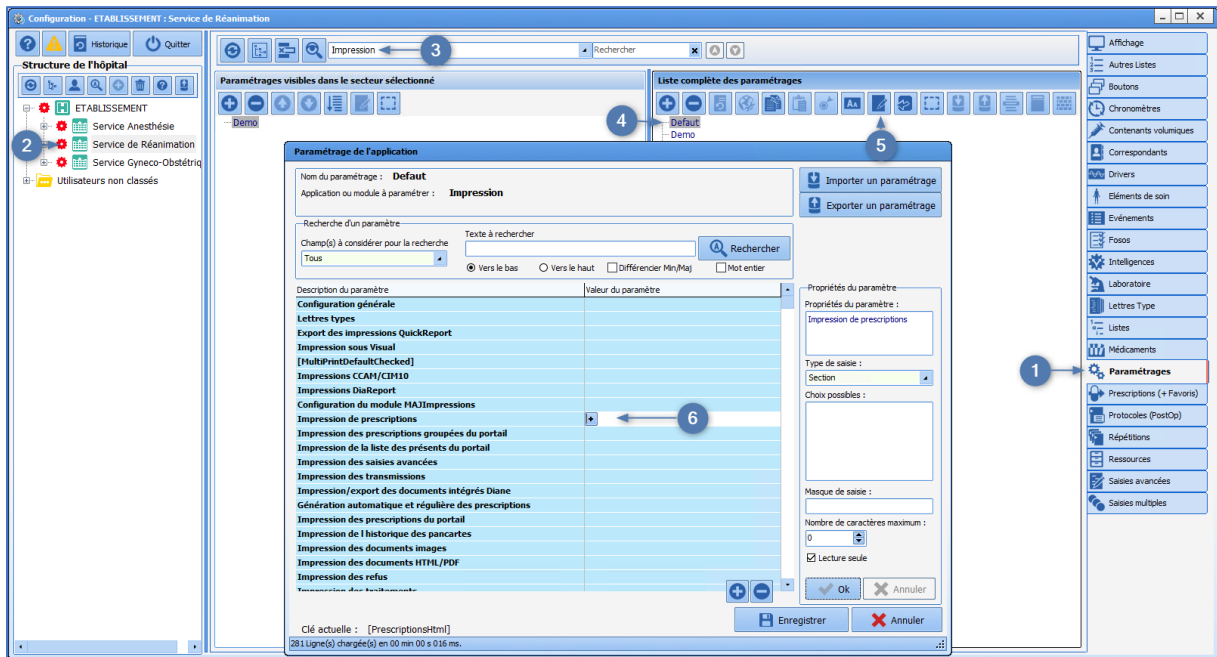 Configuration - ETABLISSEMENT : Service de Réanimation
Historique
Quitter
Structure de l'hôpital
ETABLISSEMENT
Service Anesthésie
2
Service de Réanimation
Service Gyneco-Obstétriq
Utilisateurs non classés
Impression
3
Rechercher
Paramétrages visibles dans le secteur sélectionné
Demo
Liste complète des paramétrages
4
Defaut
Demo
5
Paramétrage de l'application
Nom du paramétrage : Defaut
Application ou module à paramétrer : Impression
Importer un paramétrage
Exporter un paramétrage
Recherche d'un paramètre
Champ(s) à considérer pour la recherche
Tous
Texte à rechercher
Rechercher
Vers le bas
Vers le haut
Différencier Min/Maj
Mot entier
Description du paramètre
Valeur du paramètre
Configuration générale
Lettres types
Export des impressions QuickReport
Impression sous Visual
[MultiPrintDefaultChecked]
Impressions CCAM/CIM10
Impressions DiaReport
Configuration du module MAJImpressions
Impression de prescriptions
6
Impression des prescriptions groupées du portail
Impression de la liste des présents du portail
Impression des saisies avancées
Impression des transmissions
Impression/export des documents intégrés Diane
Génération automatique et régulière des prescriptions
Impression des prescriptions du portail
Impression de l historique des pancartes
Impression des documents images
Impression des documents HTML/PDF
Impression des refus
Impression des traitements
Propriétés du paramètre
Propriétés du paramètre :
Impression de prescriptions
Type de saisie :
Section
Choix possibles :
Masque de saisie :
Nombre de caractères maximum :
0
Lecture seule
Ok
Annuler
Enregistrer
Annuler
Clé actuelle : [PrescriptionsHtml]
281 Ligne(s) chargée(s) en 00 min 00 s 016 ms.
Affichage
Autres Listes
Boutons
Chronomètres
Contenants volumiques
Correspondants
Drivers
Eléments de soin
Evénements
Fosos
Intelligences
Laboratoire
Lettres Type
Listes
Médicaments
1
Paramétrages
Prescriptions (+ Favoris)
Protocoles (PostOp)
Répétitions
Ressources
Saisies avancées
Saisies multiples